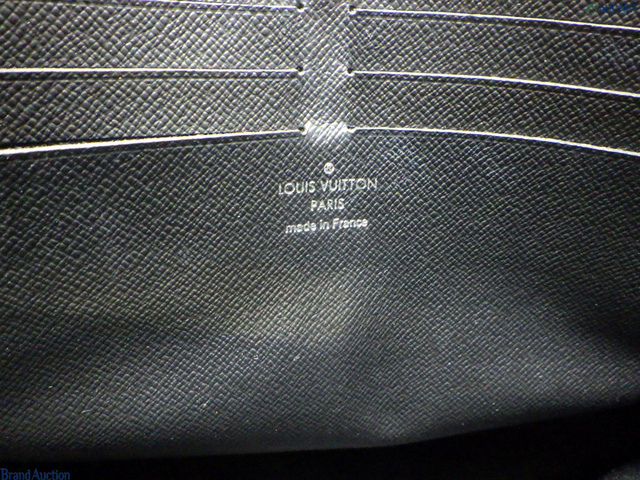 LOUIS VUITTON
PARIS
made in France
Brand Auction